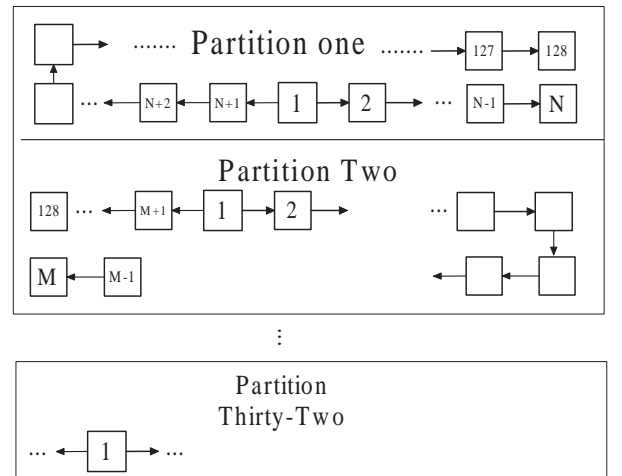 ....... Partition one ....... 127 128
... N+2 N+1 1 2 ... N-1 N
Partition Two
128 ... M+1 1 2 ...
M M-1
...
Partition
Thirty-Two
... 1 ...